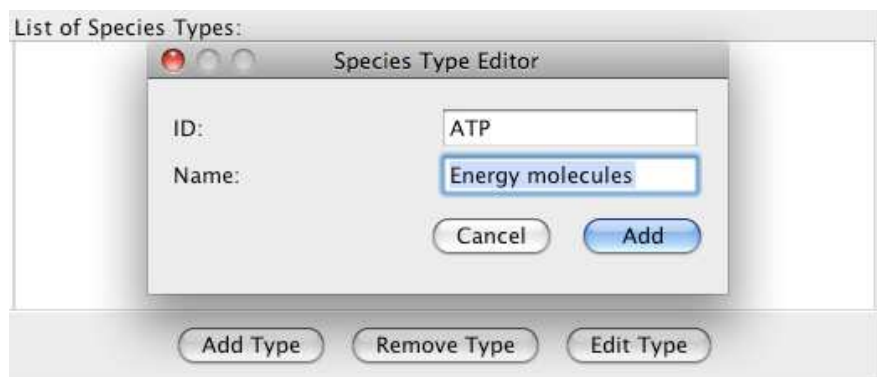 List of Species Types:
Species Type Editor
ID: ATP
Name: Energy molecules
Cancel Add
Add Type Remove Type Edit Type